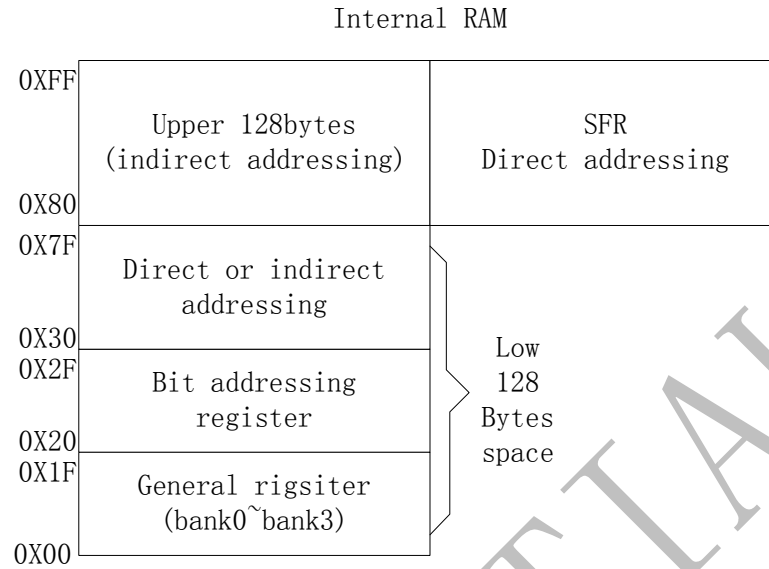 Internal RAM
0XFF
Upper 128bytes
(indirect addressing)
SFR
Direct addressing
0X80
0X7F
Direct or indirect
addressing
0X30
0X2F
Bit addressing
register
0X20
0X1F
General rigsiter
(bank0~bank3)
0X00
Low
128
Bytes
space
TIAL